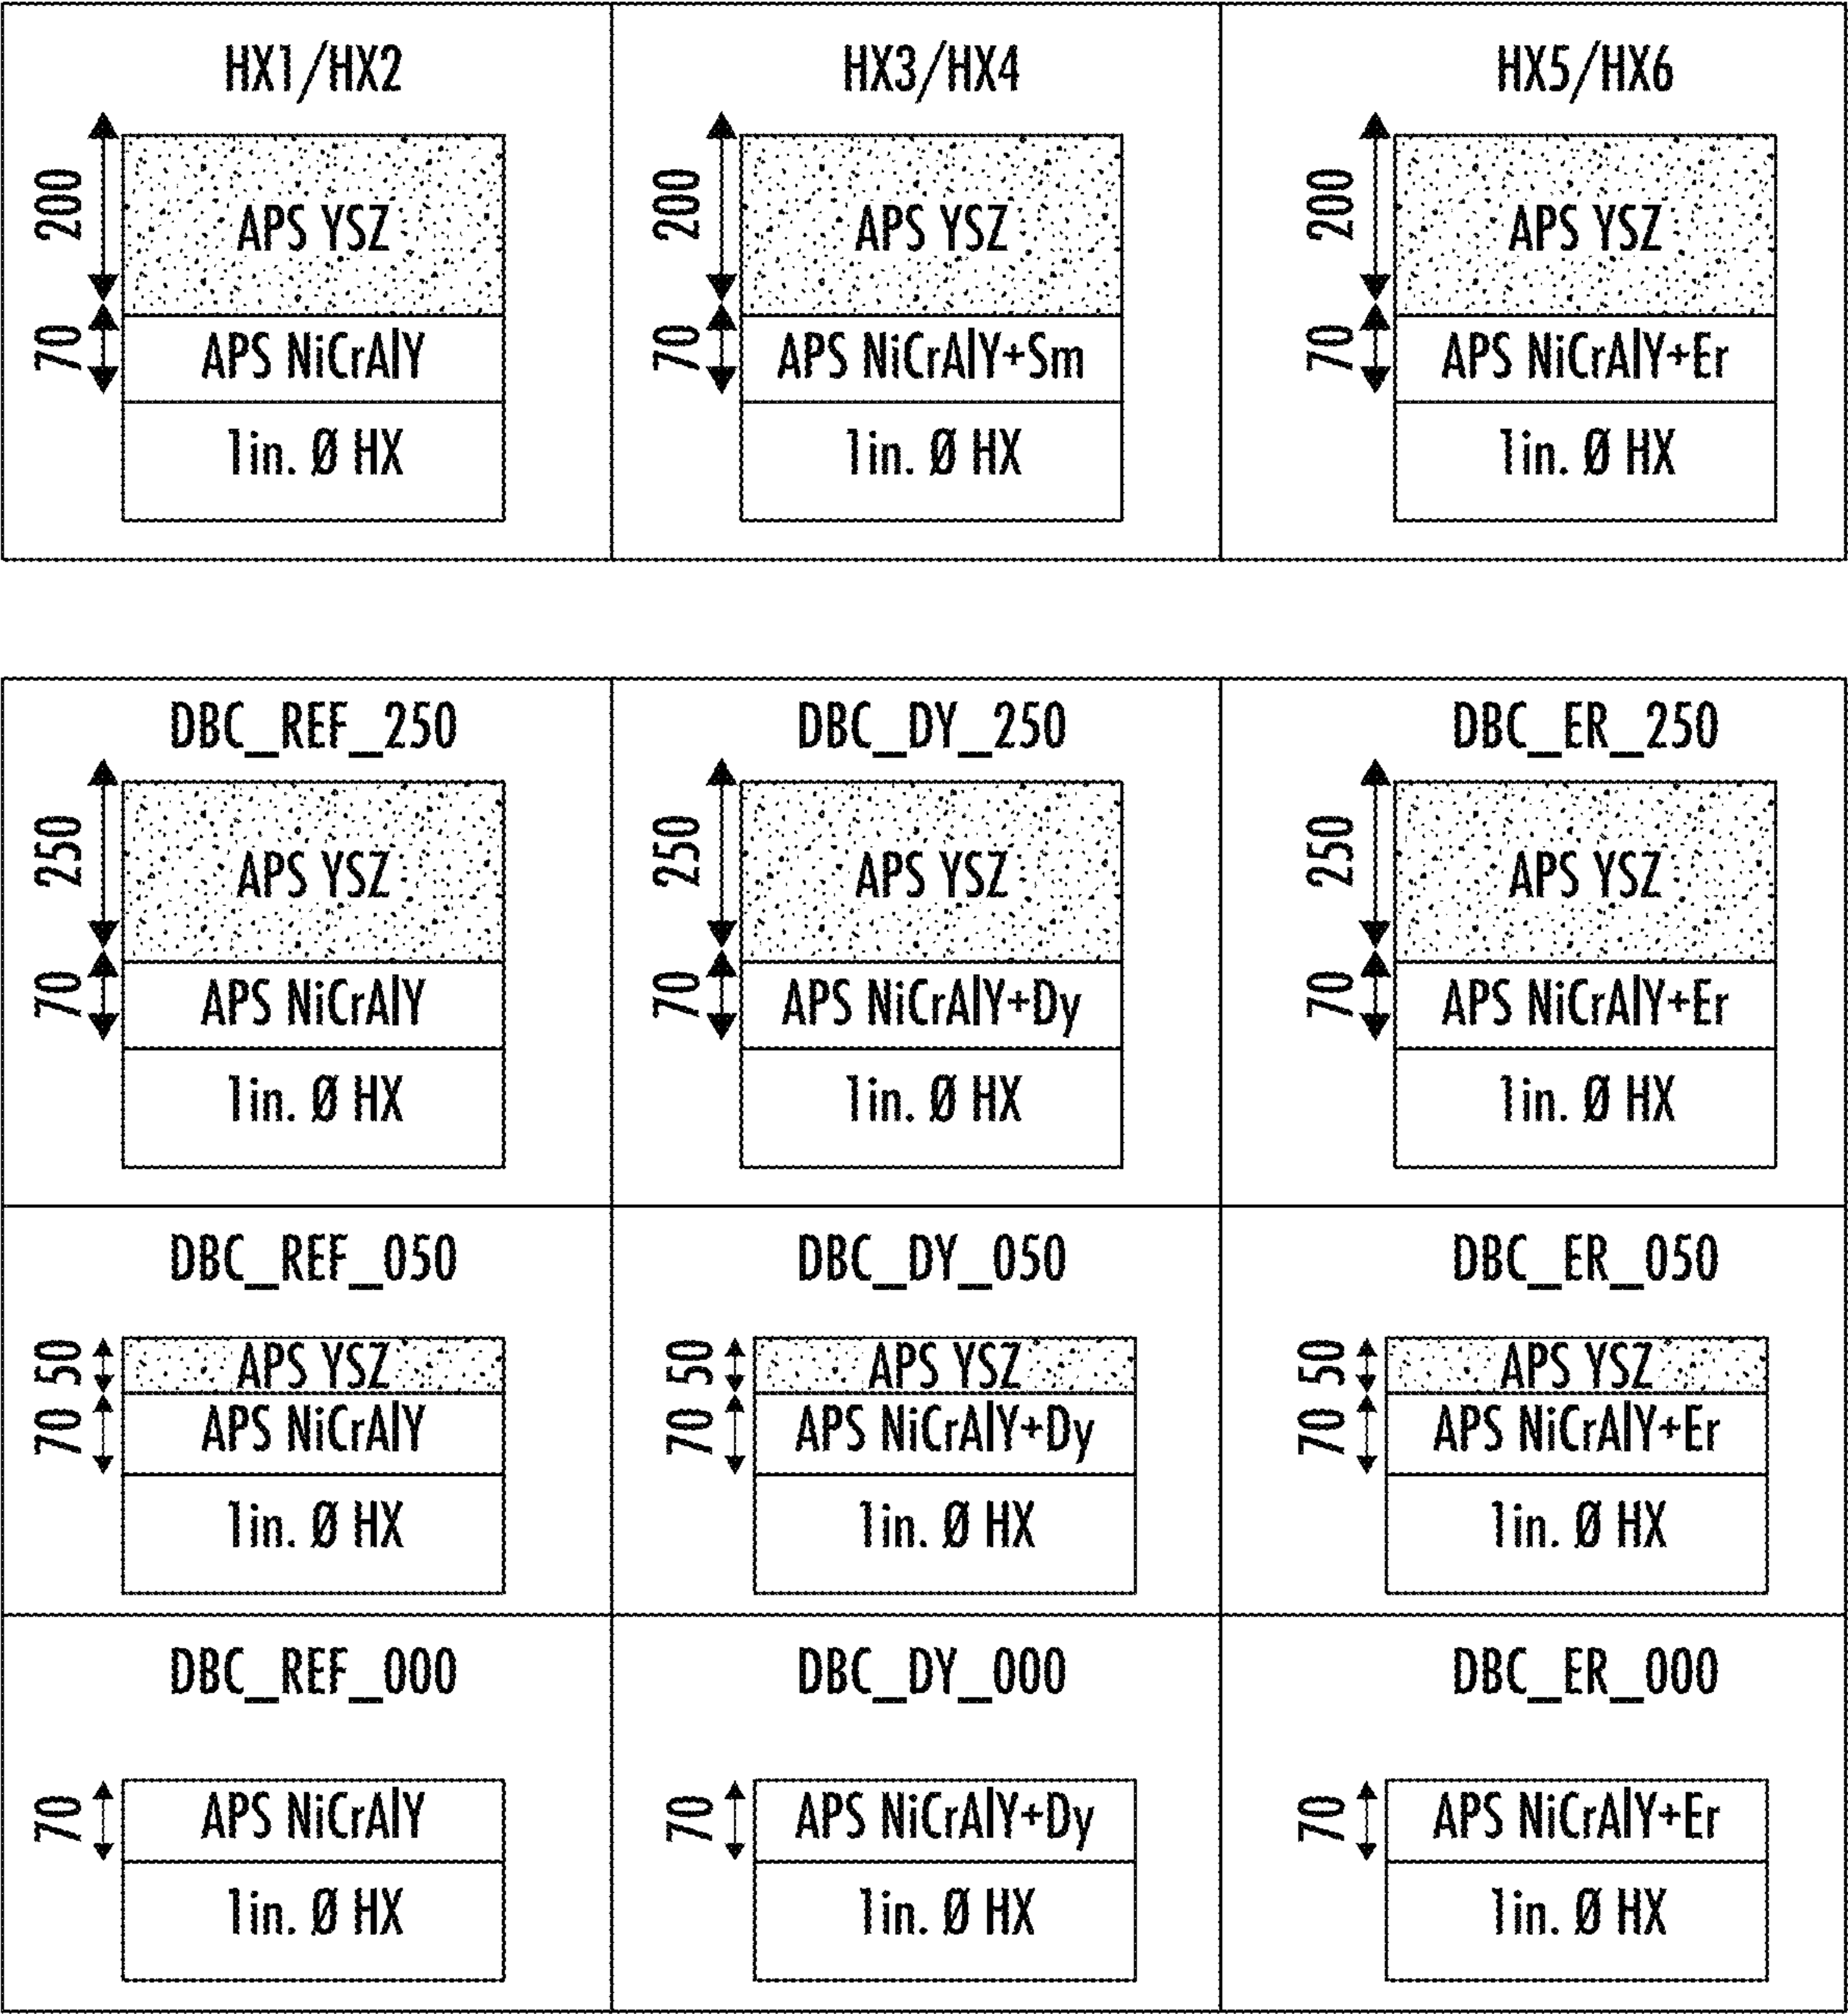 HX1/HX2
200
APS YSZ
70
APS NiCrAlY
1in. Ø HX
HX3/HX4
200
APS YSZ
70
APS NiCrAlY+Sm
1in. Ø HX
HX5/HX6
200
APS YSZ
70
APS NiCrAlY+Er
1in. Ø HX
DBC_REF_250
250
APS YSZ
70
APS NiCrAlY
1in. Ø HX
DBC_DY_250
250
APS YSZ
70
APS NiCrAlY+Dy
1in. Ø HX
DBC_ER_250
250
APS YSZ
70
APS NiCrAlY+Er
1in. Ø HX
DBC_REF_050
50
APS YSZ
70
APS NiCrAlY
1in. Ø HX
DBC_DY_050
50
APS YSZ
70
APS NiCrAlY+Dy
1in. Ø HX
DBC_ER_050
50
APS YSZ
70
APS NiCrAlY+Er
1in. Ø HX
DBC_REF_000
70
APS NiCrAlY
1in. Ø HX
DBC_DY_000
70
APS NiCrAlY+Dy
1in. Ø HX
DBC_ER_000
70
APS NiCrAlY+Er
1in. Ø HX